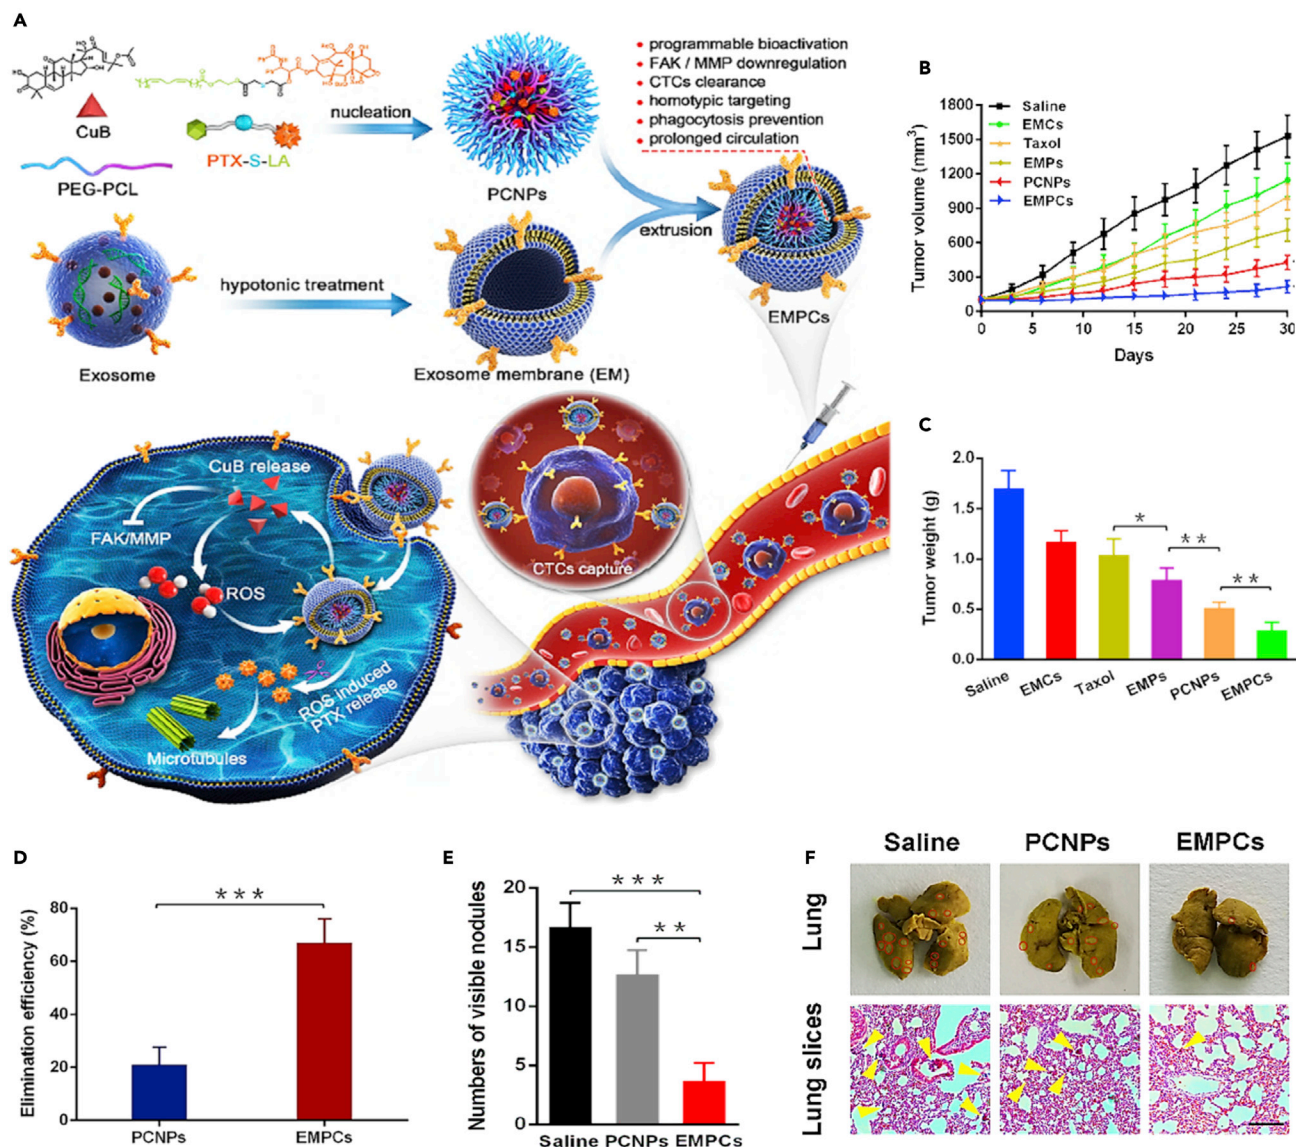 A
CuB
PEG-PCL
PTX-S-LA
nucleation
PCNPs
programmable bioactivation
FAK / MMP downregulation
CTCs clearance
homotypic targeting
phagocytosis prevention
prolonged circulation
extrusion
EMPCs
Exosome
hypotonic treatment
Exosome membrane (EM)
CuB release
FAK/MMP
ROS
ROS induced
PTX release
Microtubules
CTCs capture
B
Tumor volume (mm³)
1800
1500
1200
900
600
300
0
Saline
EMCs
Taxol
EMPs
PCNPs
EMPCs
0 5 10 15 20 25 30
Days
C
Tumor weight (g)
2.0
1.5
1.0
0.5
0.0
*
**
**
Saline EMCs Taxol EMPs PCNPs EMPCs
D
Elimination efficiency (%)
80
60
40
20
0
***
PCNPs EMPCs
E
Numbers of visible nodules
20
15
10
5
0
***
**
Saline PCNPs EMPCs
F
Saline PCNPs EMPCs
Lung
Lung slices